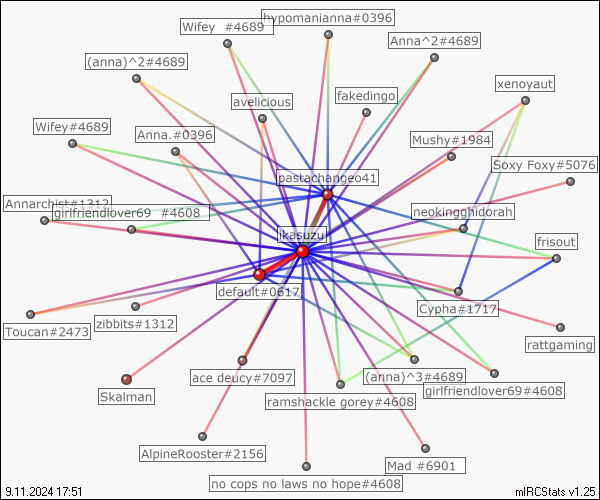 hypomanianna#0396
Wifey #4689
Anna^2#4689
(anna)^2#4689
xenoyaut
fakedingo
avelicious
Wifey#4689
Anna.#0396
Mushy#1984
Soxy Foxy#5076
pastachangeo41
Annarchist#1312
girlfriendlover69 #4608
neokingghidorah
ikasuzu
frisout
default#0617
Cypha#1717
zibbits#1312
Toucan#2473
rattgaming
ace deucy#7097
(anna)^3#4689
girlfriendlover69#4608
Skalman
ramshackle gorey#4608
AlpineRooster#2156
Mad #6901
no cops no laws no hope#4608
9.11.2024 17:51
mIRCStats v1.25